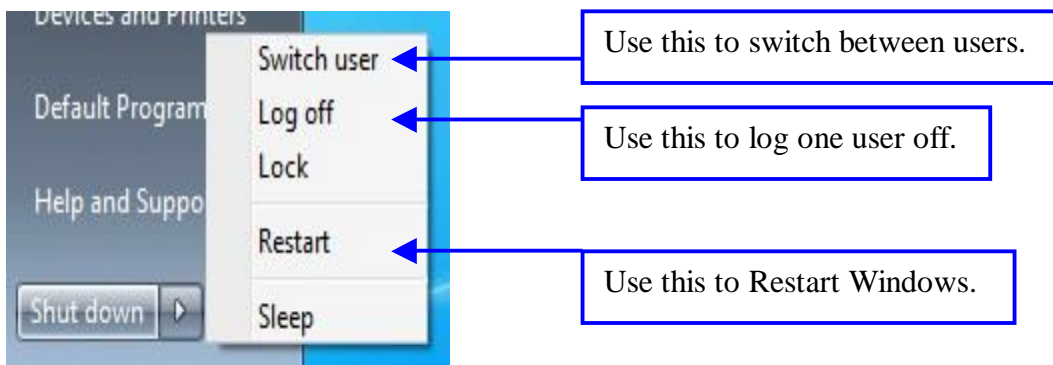 Devices and Printers
Switch user
Use this to switch between users.
Default Program
Log off
Use this to log one user off.
Lock
Help and Suppo
Restart
Use this to Restart Windows.
Shut down
Sleep